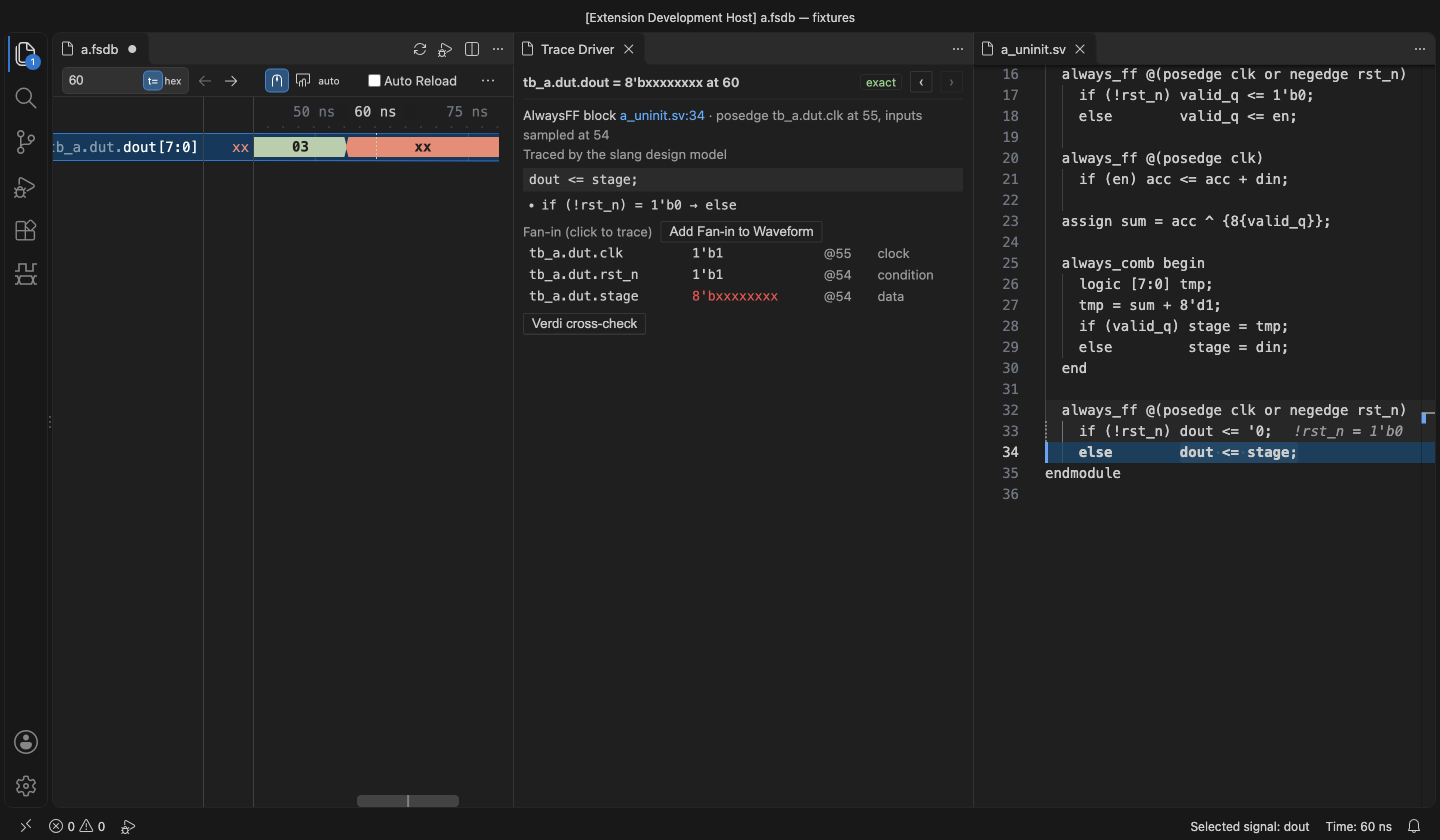 [Extension Development Host] a.fsdb — fixtures
1
a.fsdb
60 t= hex auto Auto Reload
50 ns 60 ns 75 ns
tb_a.dut.dout[7:0] xx 03 xx
Trace Driver
tb_a.dut.dout = 8'bxxxxxxxx at 60 exact
AlwaysFF block a_uninit.sv:34 · posedge tb_a.dut.clk at 55, inputs
sampled at 54
Traced by the slang design model
dout <= stage;
• if (!rst_n) = 1'b0 → else
Fan-in (click to trace) Add Fan-in to Waveform
tb_a.dut.clk 1'b1 @55 clock
tb_a.dut.rst_n 1'b1 @54 condition
tb_a.dut.stage 8'bxxxxxxxx @54 data
Verdi cross-check
a_uninit.sv
16 always_ff @(posedge clk or negedge rst_n)
17 if (!rst_n) valid_q <= 1'b0;
18 else valid_q <= en;
19
20 always_ff @(posedge clk)
21 if (en) acc <= acc + din;
22
23 assign sum = acc ^ {8{valid_q}};
24
25 always_comb begin
26 logic [7:0] tmp;
27 tmp = sum + 8'd1;
28 if (valid_q) stage = tmp;
29 else stage = din;
30 end
31
32 always_ff @(posedge clk or negedge rst_n)
33 if (!rst_n) dout <= '0; !rst_n = 1'b0
34 else dout <= stage;
35 endmodule
36
0 0
Selected signal: dout Time: 60 ns